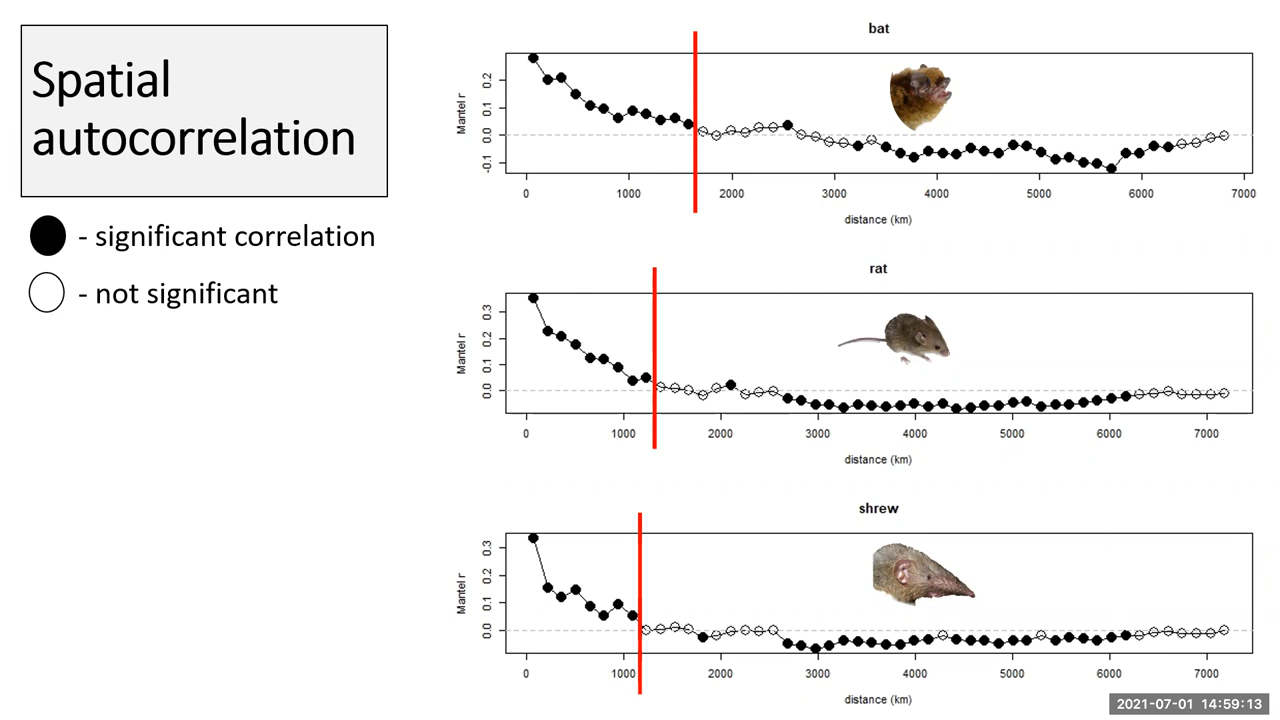 Spatial
autocorrelation
- significant correlation
- not significant
bat
Mantel r
0.2
0.1
0.0
-0.1
0 1000 2000 3000 4000 5000 6000 7000
distance (km)
rat
Mantel r
0.3
0.2
0.1
0.0
0 1000 2000 3000 4000 5000 6000 7000
distance (km)
shrew
Mantel r
0.3
0.2
0.1
0.0
0 1000 2000 3000 4000 5000 6000 7000
distance (km)
2021-07-01 14:59:13